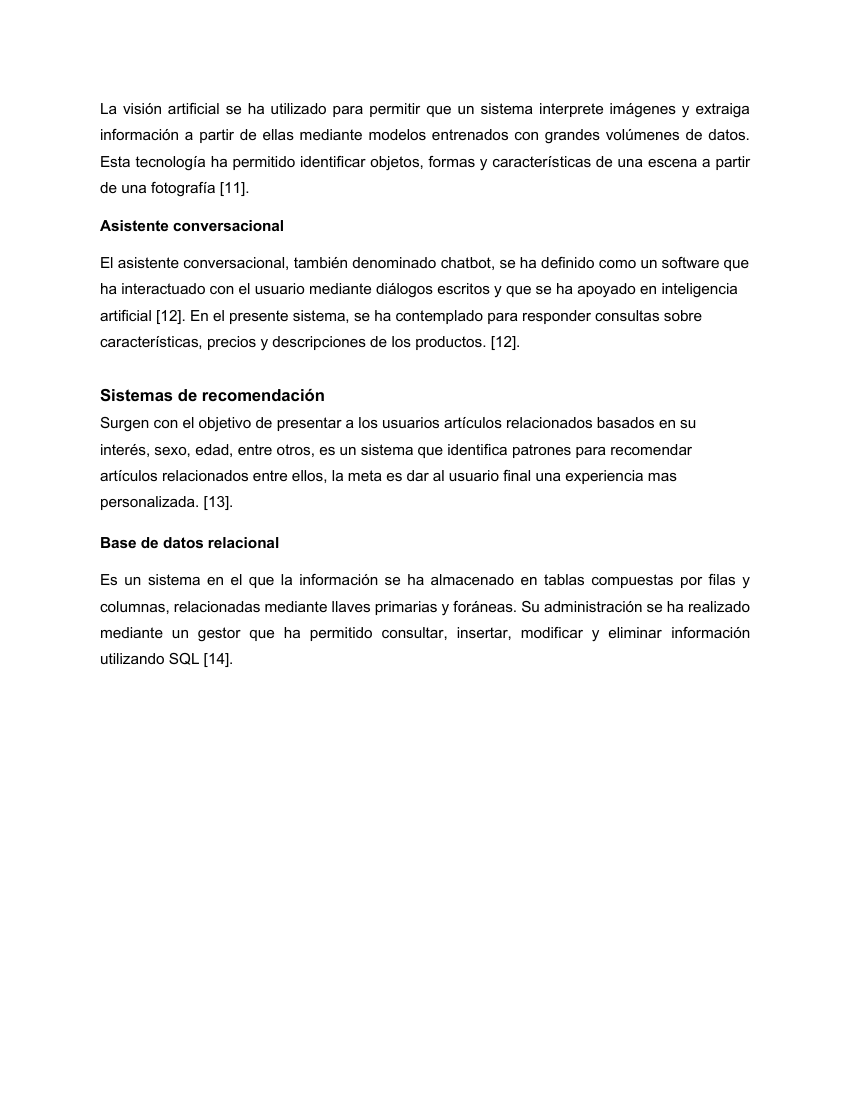 La visión artificial se ha utilizado para permitir que un sistema interprete imágenes y extraiga
información a partir de ellas mediante modelos entrenados con grandes volúmenes de datos.
Esta tecnología ha permitido identificar objetos, formas y características de una escena a partir
de una fotografía [11].
Asistente conversacional
El asistente conversacional, también denominado chatbot, se ha definido como un software que
ha interactuado con el usuario mediante diálogos escritos y que se ha apoyado en inteligencia
artificial [12]. En el presente sistema, se ha contemplado para responder consultas sobre
características, precios y descripciones de los productos. [12].
Sistemas de recomendación
Surgen con el objetivo de presentar a los usuarios artículos relacionados basados en su
interés, sexo, edad, entre otros, es un sistema que identifica patrones para recomendar
artículos relacionados entre ellos, la meta es dar al usuario final una experiencia mas
personalizada. [13].
Base de datos relacional
Es un sistema en el que la información se ha almacenado en tablas compuestas por filas y
columnas, relacionadas mediante llaves primarias y foráneas. Su administración se ha realizado
mediante un gestor que ha permitido consultar, insertar, modificar y eliminar información
utilizando SQL [14].